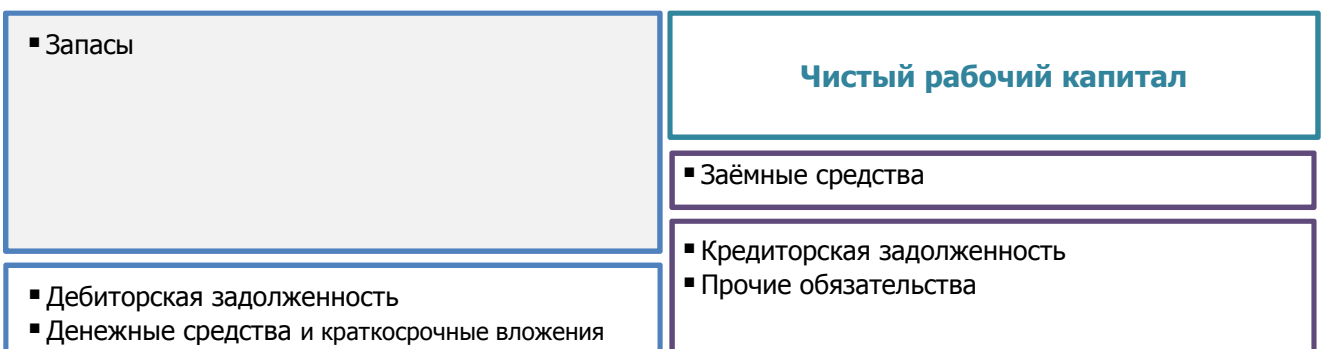 ▪ Запасы
▪ Дебиторская задолженность
▪ Денежные средства и краткосрочные вложения
Чистый рабочий капитал
▪ Заёмные средства
▪ Кредиторская задолженность
▪ Прочие обязательства